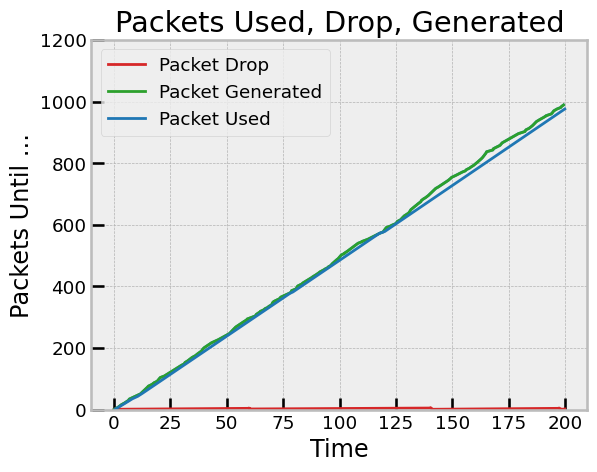 Packets Used, Drop, Generated
1200
1000
800
600
400
200
0
Packets Until ...
Packet Drop
Packet Generated
Packet Used
0 25 50 75 100 125 150 175 200
Time